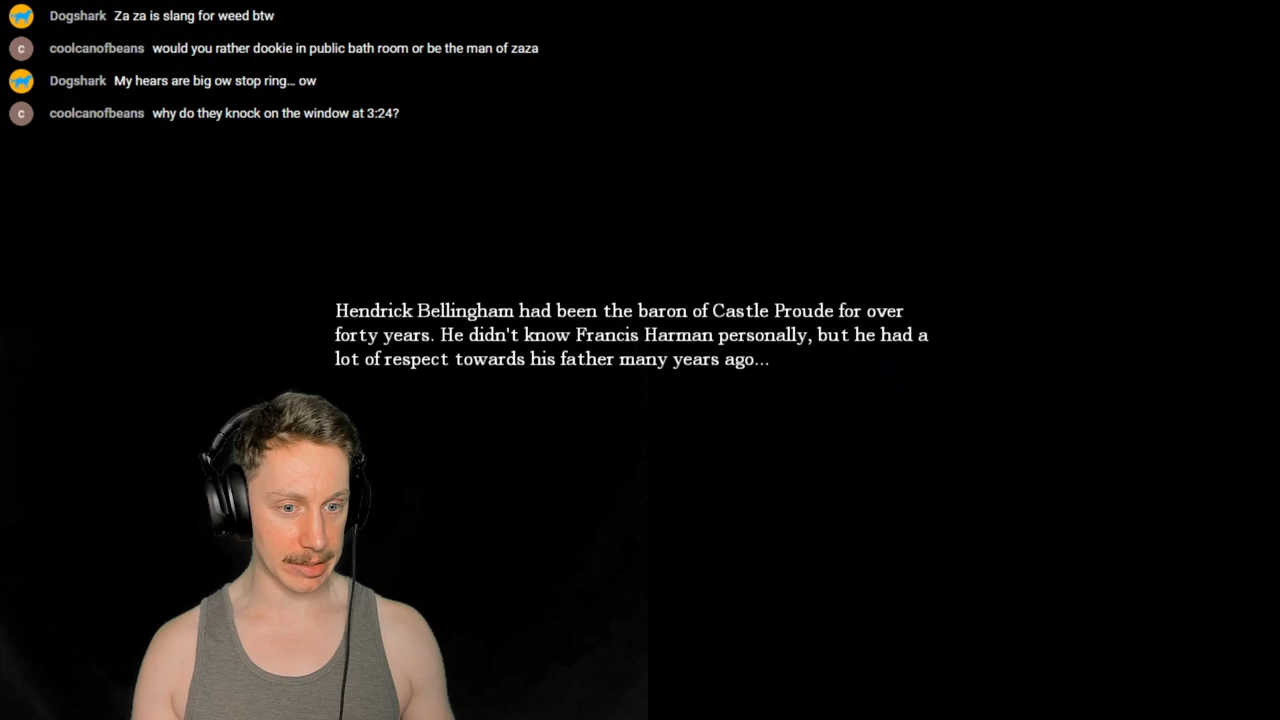 Dogshark Za za is slang for weed btw
C coolcanofbeans would you rather dookie in public bath room or be the man of zaza
Dogshark My hears are big ow stop ring... ow
C coolcanofbeans why do they knock on the window at 3:24?
Hendrick Bellingham had been the baron of Castle Proude for over
forty years. He didn't know Francis Harman personally, but he had a
lot of respect towards his father many years ago...